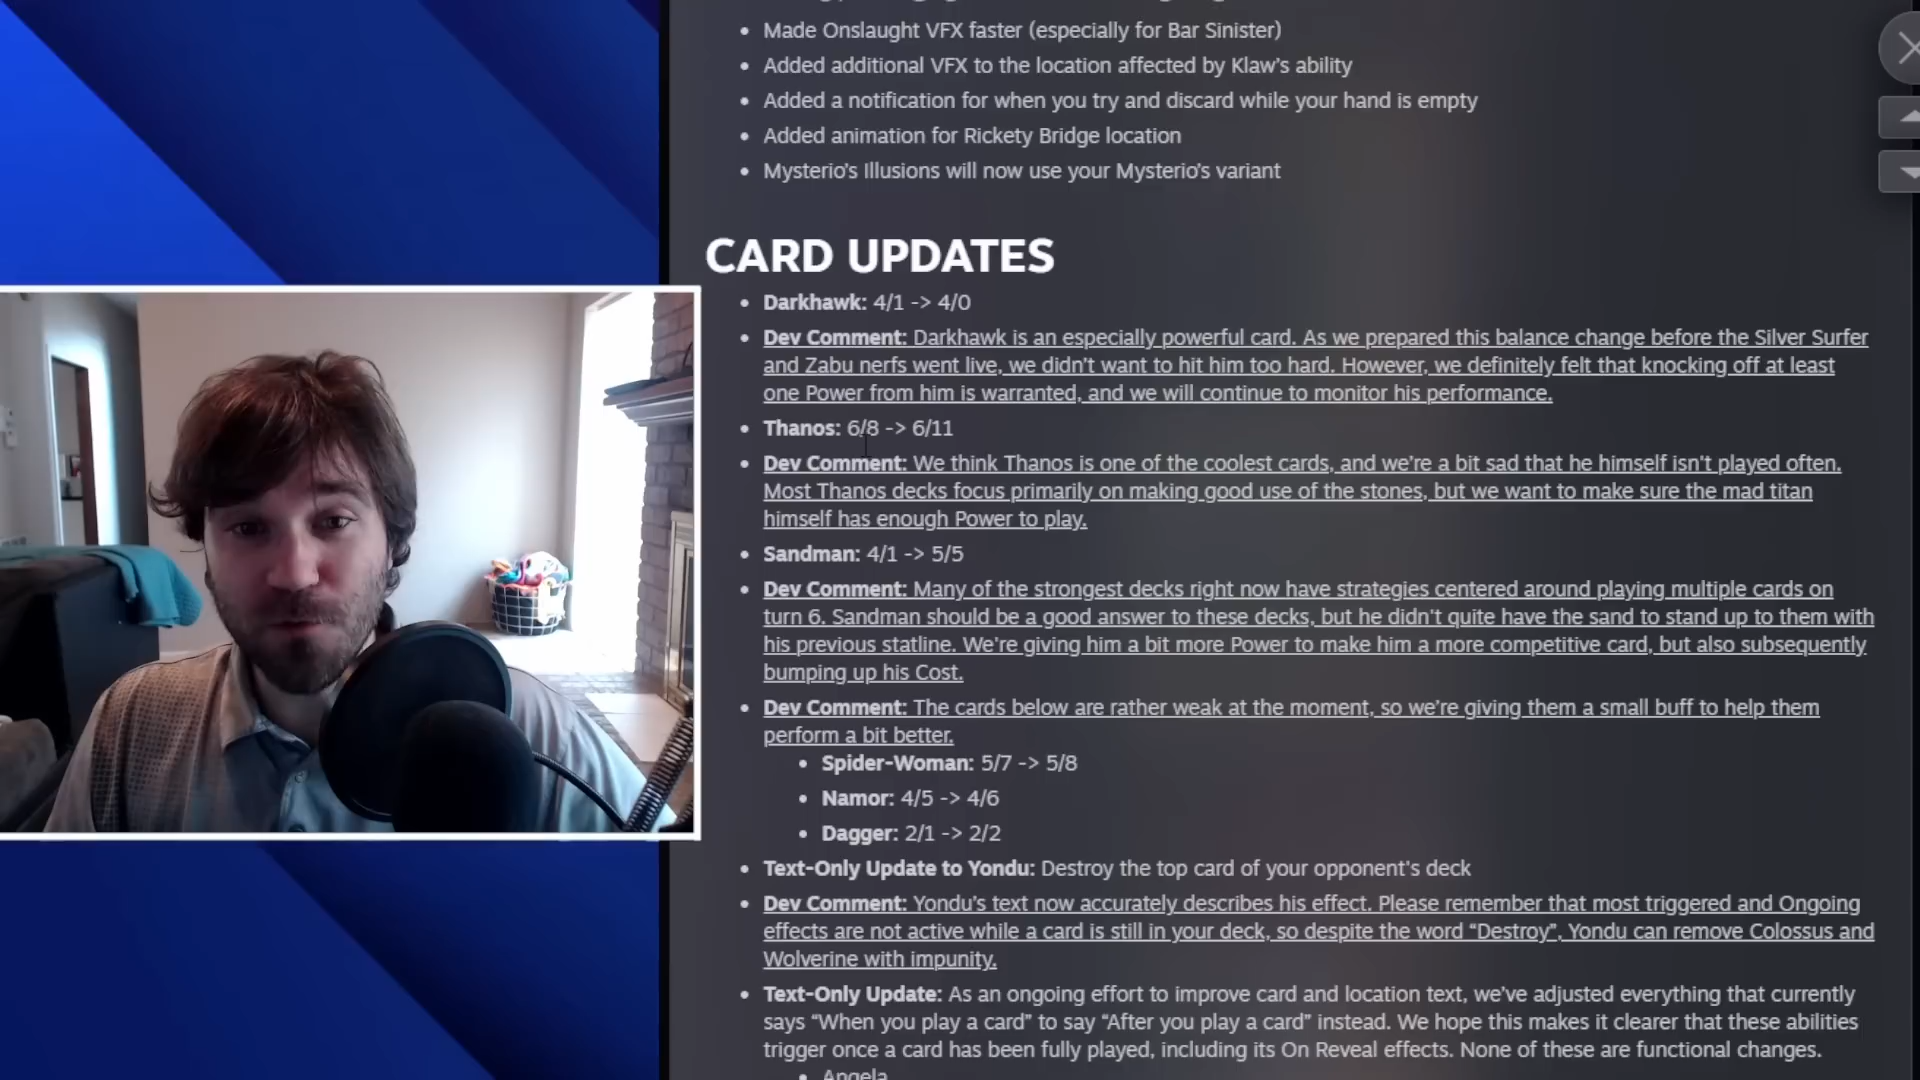 Made Onslaught VFX faster (especially for Bar Sinister)
Added additional VFX to the location affected by Klaw's ability
Added a notification for when you try and discard while your hand is empty
Added animation for Rickety Bridge location
Mysterio's Illusions will now use your Mysterio's variant
CARD UPDATES
Darkhawk: 4/1 -> 4/0
Dev Comment: Darkhawk is an especially powerful card. As we prepared this balance change before the Silver Surfer
and Zabu nerfs went live, we didn't want to hit him too hard. However, we definitely felt that knocking off at least
one Power from him is warranted, and we will continue to monitor his performance.
Thanos: 6/8 -> 6/11
Dev Comment: We think Thanos is one of the coolest cards, and we're a bit sad that he himself isn't played often.
Most Thanos decks focus primarily on making good use of the stones, but we want to make sure the mad titan
himself has enough Power to play.
Sandman: 4/1 -> 5/5
Dev Comment: Many of the strongest decks right now have strategies centered around playing multiple cards on
turn 6. Sandman should be a good answer to these decks, but he didn't quite have the sand to stand up to them with
his previous statline. We're giving him a bit more Power to make him a more competitive card, but also subsequently
bumping up his Cost.
Dev Comment: The cards below are rather weak at the moment, so we're giving them a small buff to help them
perform a bit better.
Spider-Woman: 5/7 -> 5/8
Namor: 4/5 -> 4/6
Dagger: 2/1 -> 2/2
Text-Only Update to Yondu: Destroy the top card of your opponent's deck
Dev Comment: Yondu's text now accurately describes his effect. Please remember that most triggered and Ongoing
effects are not active while a card is still in your deck, so despite the word “Destroy”, Yondu can remove Colossus and
Wolverine with impunity.
Text-Only Update: As an ongoing effort to improve card and location text, we've adjusted everything that currently
says “When you play a card” to say “After you play a card” instead. We hope this makes it clearer that these abilities
trigger once a card has been fully played, including its On Reveal effects. None of these are functional changes.
Angela